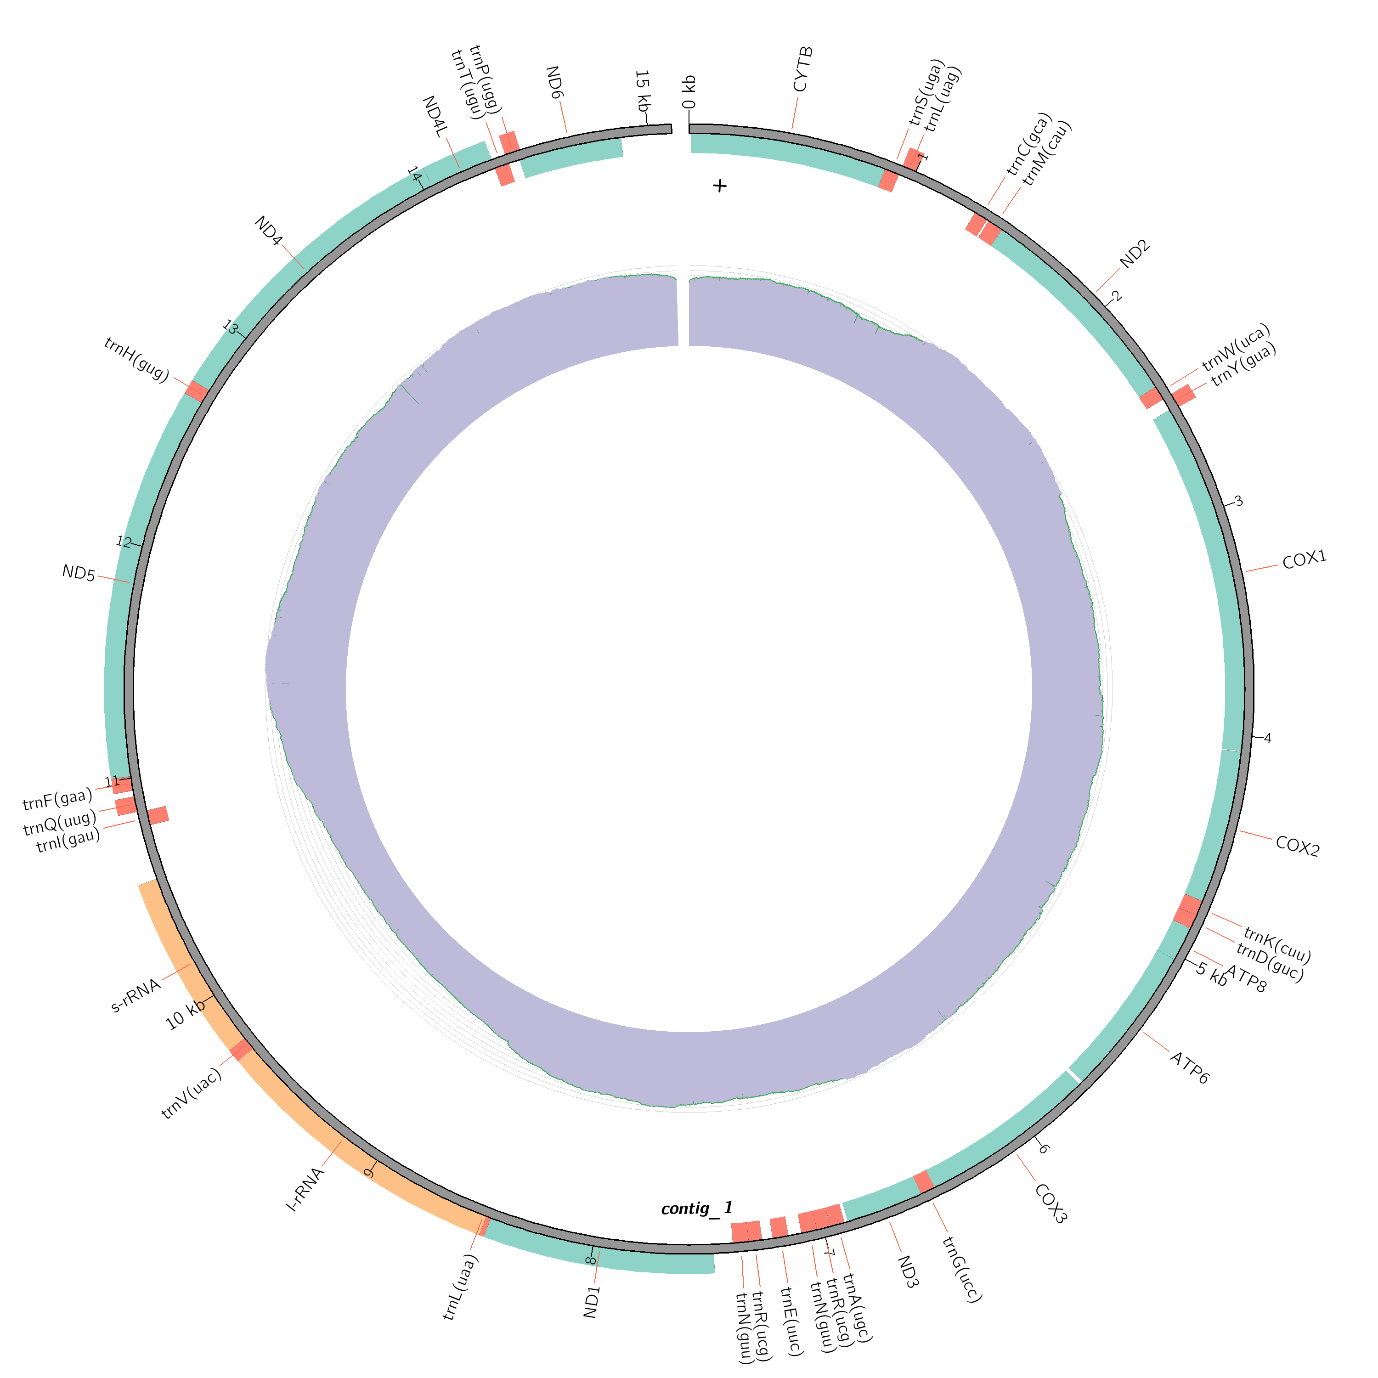 0 kb
CYTB
trnS(uga)
trnL(uag)
1
trnC(gca)
trnM(cau)
ND2
2
trnW(uca)
trnY(gua)
3
COX1
4
COX2
trnK(cuu)
trnD(guc)
ATP8
5 kb
ATP6
6
COX3
trnG(ucc)
ND3
trnA(ugc)
trnR(ucg)
trnN(guu)
7
trnE(uuc)
trnR(ucg)
trnN(guu)
contig_1
ND1
8
trnL(uaa)
9
l-rRNA
trnV(uac)
10 kb
s-rRNA
trnI(gau)
trnQ(uug)
trnF(gaa)
11
ND5
12
trnH(gug)
13
ND4
14
ND4L
trnT(ugu)
trnP(ugg)
ND6
15 kb
+